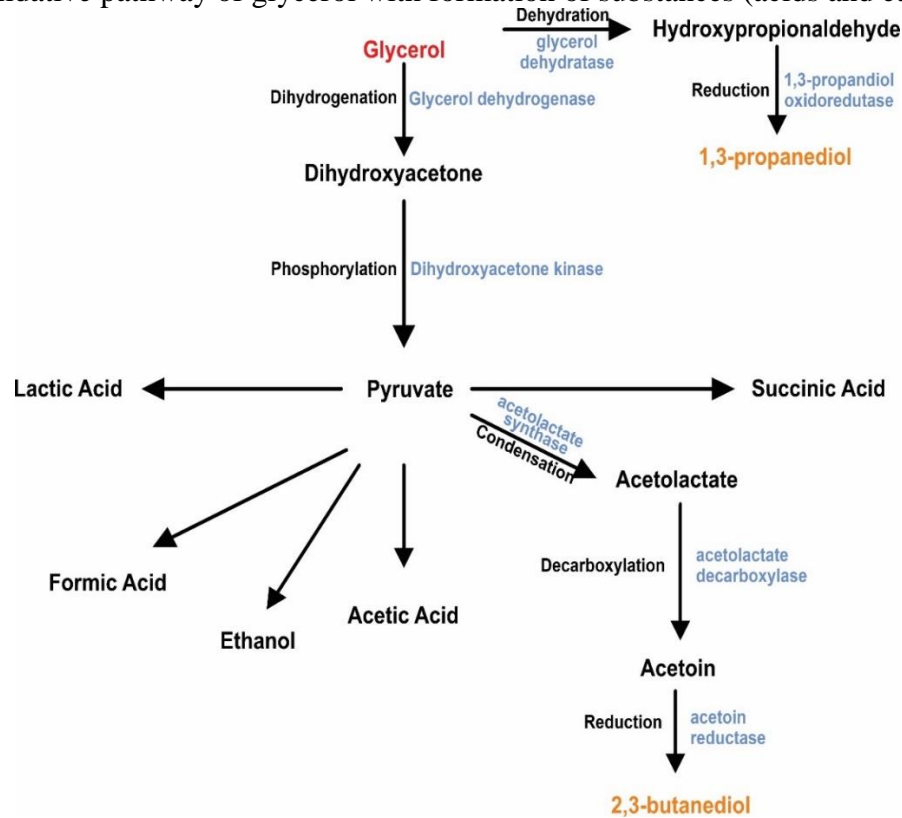 Dehydration
Hydroxypropionaldehyde
Glycerol
glycerol
dehydratase
Dihydrogenation
Glycerol dehydrogenase
Reduction
1,3-propandiol
oxidoredutase
1,3-propanediol
Dihydroxyacetone
Phosphorylation
Dihydroxyacetone kinase
Lactic Acid
Pyruvate
Succinic Acid
acetolactate
synthase
Condensation
Acetolactate
Formic Acid
Decarboxylation
acetolactate
decarboxylase
Acetic Acid
Ethanol
Acetoin
Reduction
acetoin
reductase
2,3-butanediol